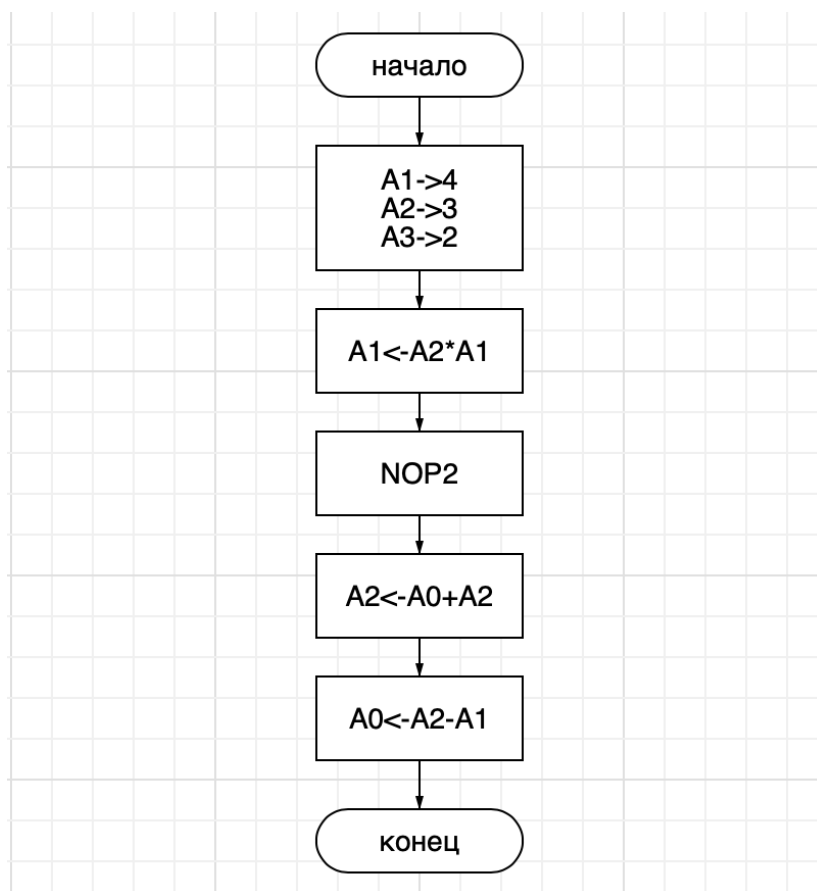 начало
A1->4
A2->3
A3->2
A1<-A2*A1
NOP2
A2<-A0+A2
A0<-A2-A1
конец